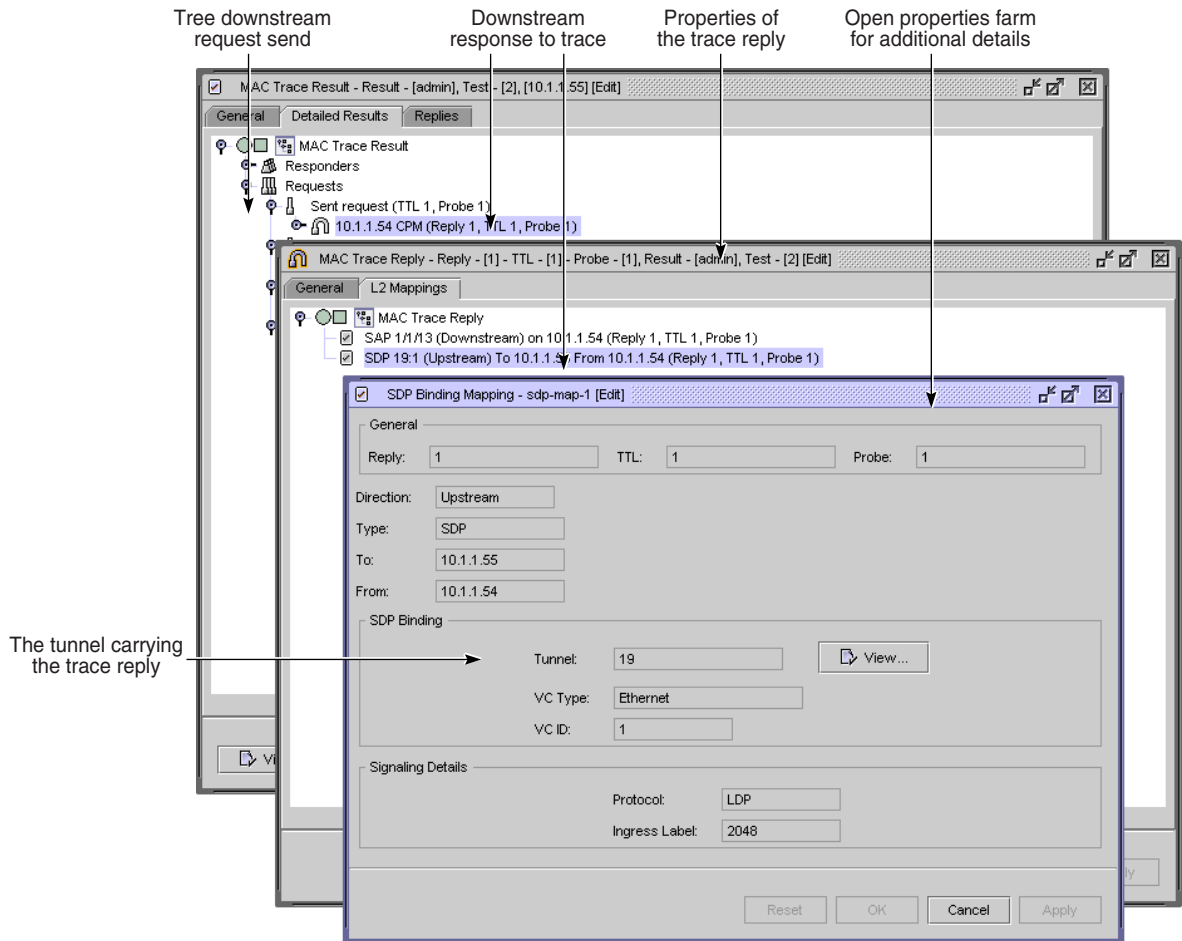 Tree downstream
request send
Downstream
response to trace
Properties of
the trace reply
Open properties farm
for additional details
MAC Trace Result - Result - [admin], Test - [2], [10.1.1.55] [Edit]
General Detailed Results Replies
MAC Trace Result
Responders
Requests
Sent request (TTL 1, Probe 1)
10.1.1.54 CPM (Reply 1, TTL 1, Probe 1)
MAC Trace Reply - Reply - [1] - TTL - [1] - Probe - [1], Result - [admin], Test - [2] [Edit]
General L2 Mappings
MAC Trace Reply
SAP 1/1/13 (Downstream) on 10.1.1.54 (Reply 1, TTL 1, Probe 1)
SDP 19:1 (Upstream) To 10.1.1.55 From 10.1.1.54 (Reply 1, TTL 1, Probe 1)
SDP Binding Mapping - sdp-map-1 [Edit]
General
Reply: 1 TTL: 1 Probe: 1
Direction: Upstream
Type: SDP
To: 10.1.1.55
From: 10.1.1.54
SDP Binding
The tunnel carrying
the trace reply
Tunnel: 19 View...
VC Type: Ethernet
VC ID: 1
Signaling Details
Protocol: LDP
Ingress Label: 2048
Reset OK Cancel Apply